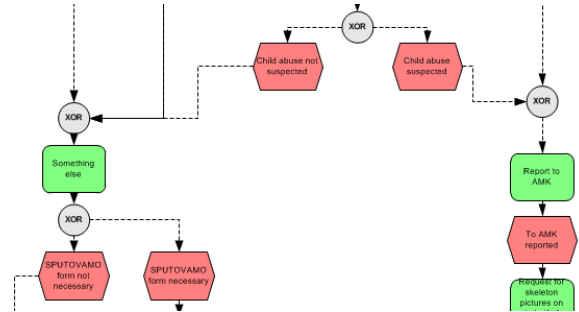 XOR
Child abuse not
suspected
Child abuse
suspected
XOR
XOR
Something
else
Report to
AMK
XOR
To AMK
reported
SPUTOVAMO
form not
necessary
SPUTOVAMO
form necessary
Request for
skeleton
pictures on